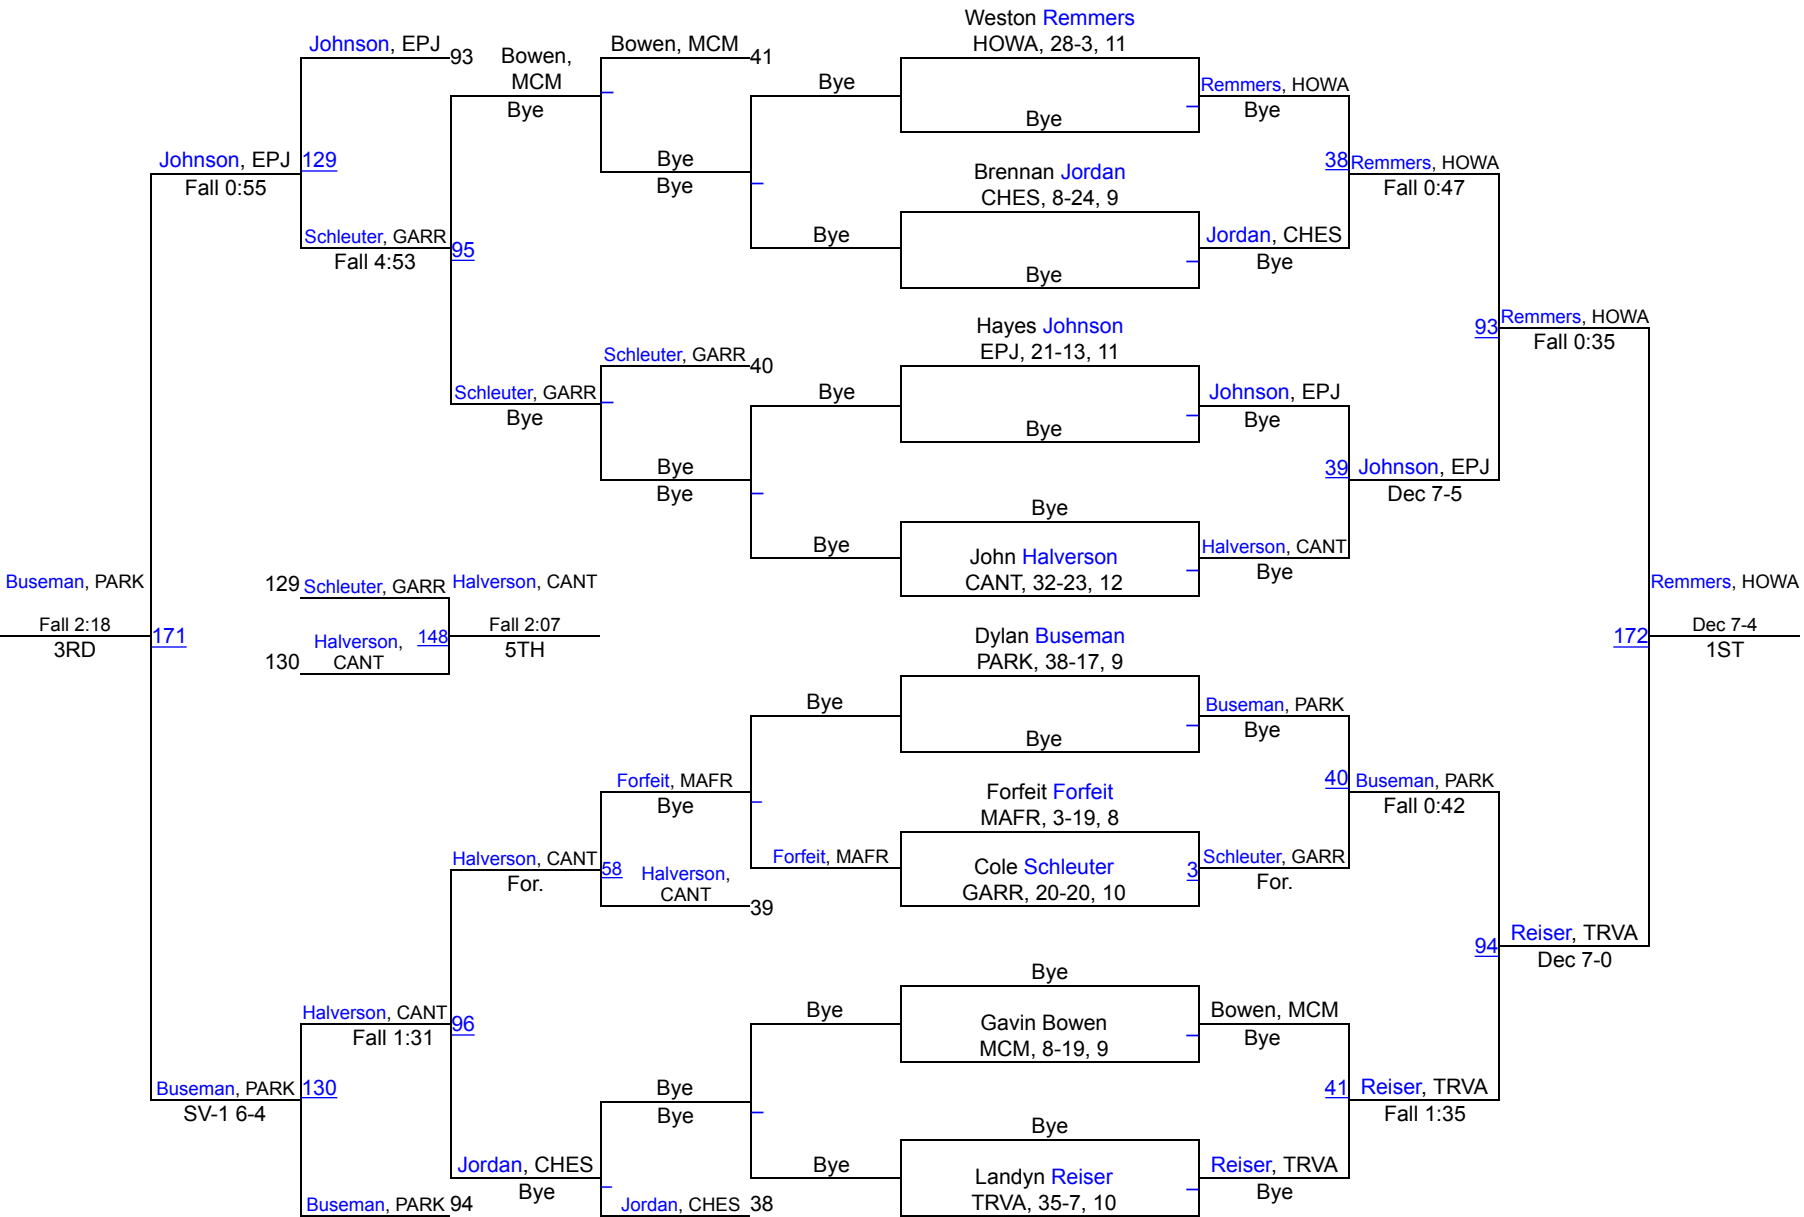 Weston Remmers
HOWA, 28-3, 11
Bye
Brennan Jordan
CHES, 8-24, 9
Bye
Hayes Johnson
EPJ, 21-13, 11
Bye
Bye
John Halverson
CANT, 32-23, 12
Dylan Buseman
PARK, 38-17, 9
Bye
Forfeit Forfeit
MAFR, 3-19, 8
Cole Schleuter
GARR, 20-20, 10
3
Bye
Gavin Bowen
MCM, 8-19, 9
Bye
Landyn Reiser
TRVA, 35-7, 10
Remmers, HOWA
Bye
38
Jordan, CHES
Bye
Johnson, EPJ
Bye
39
Halverson, CANT
Bye
Buseman, PARK
Bye
40
Schleuter, GARR
For.
Bowen, MCM
Bye
41
Reiser, TRVA
Bye
Remmers, HOWA
Fall 0:47
93
Johnson, EPJ
Dec 7-5
Buseman, PARK
Fall 0:42
94
Reiser, TRVA
Fall 1:35
Remmers, HOWA
Fall 0:35
172
Reiser, TRVA
Dec 7-0
Remmers, HOWA
Dec 7-4
1ST
Bye
Bye
Bye
Bye
Bye
Forfeit, MAFR
Bye
Bye
Bowen, MCM 41
Bye
Bye
Schleuter, GARR 40
Bye
Bye
Forfeit, MAFR
Bye
58
Halverson,
CANT
39
Bye
Bye
Jordan, CHES 38
Bowen,
MCM
Bye
95
Schleuter, GARR
Bye
Halverson, CANT
For.
96
Jordan, CHES
Bye
Johnson, EPJ 93
129
Schleuter, GARR
Fall 4:53
Halverson, CANT
Fall 1:31
130
Buseman, PARK 94
Johnson, EPJ
Fall 0:55
171
Buseman, PARK
SV-1 6-4
Buseman, PARK
Fall 2:18
3RD
129 Schleuter, GARR
148
130 Halverson,
CANT
Halverson, CANT
Fall 2:07
5TH